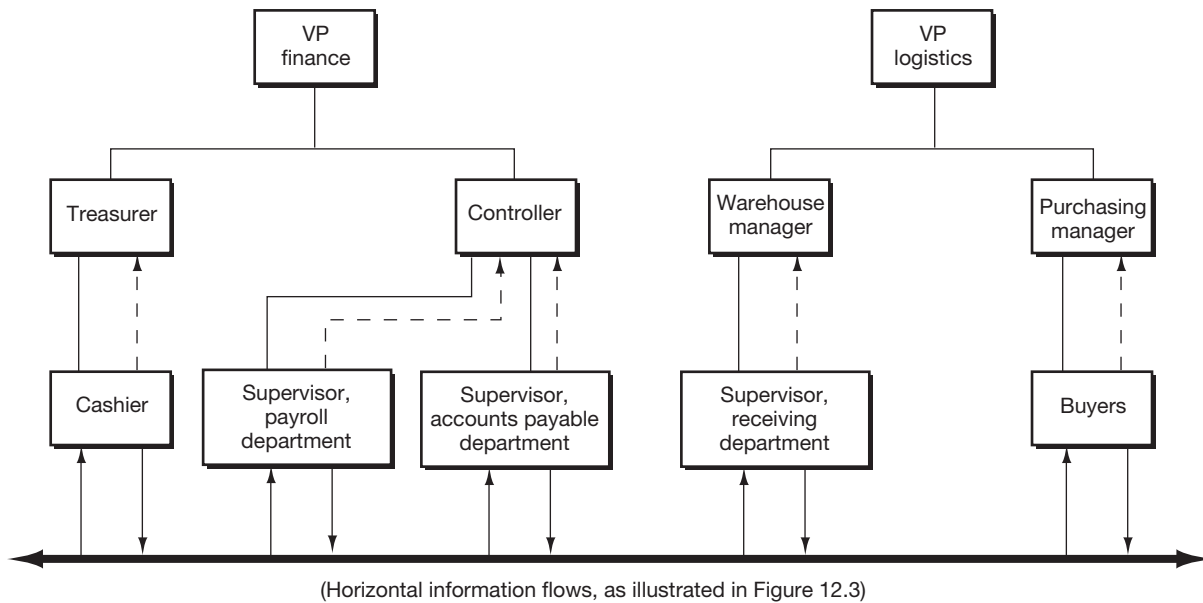 VP
finance
VP
logistics
Treasurer
Controller
Warehouse
manager
Purchasing
manager
Cashier
Supervisor,
payroll
department
Supervisor,
accounts payable
department
Supervisor,
receiving
department
Buyers
(Horizontal information flows, as illustrated in Figure 12.3)